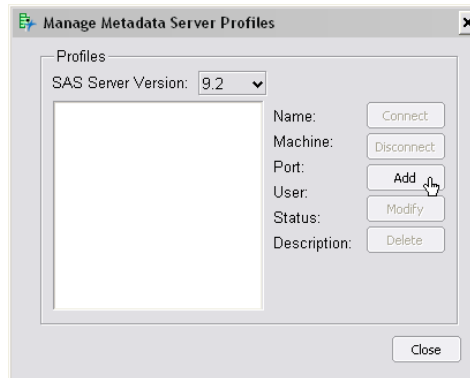 Manage Metadata Server Profiles
Profiles
SAS Server Version: 9.2
Name:
Machine:
Port:
User:
Status:
Description:
Connect
Disconnect
Add
Modify
Delete
Close